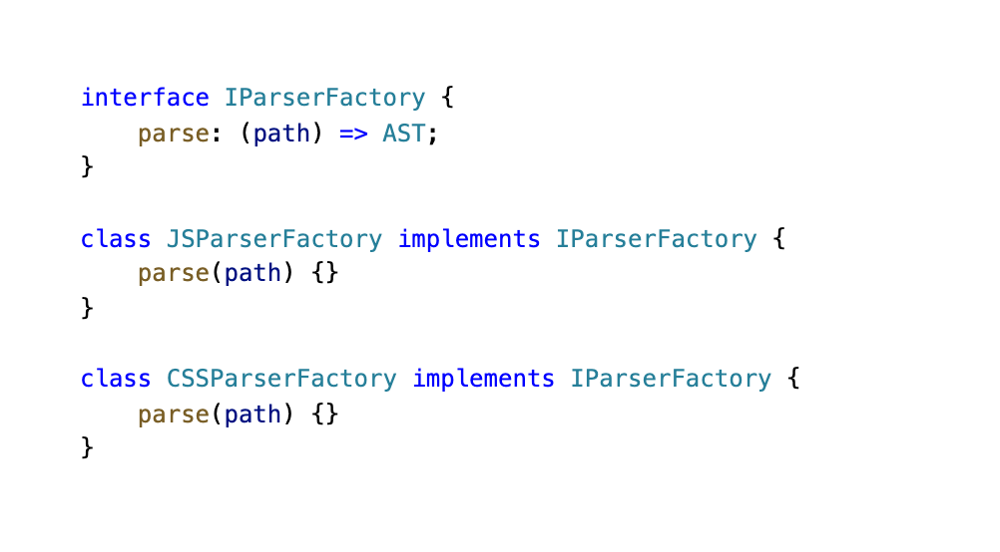 interface IParserFactory {
    parse: (path) => AST;
}
class JSParserFactory implements IParserFactory {
    parse(path) {}
}
class CSSParserFactory implements IParserFactory {
    parse(path) {}
}